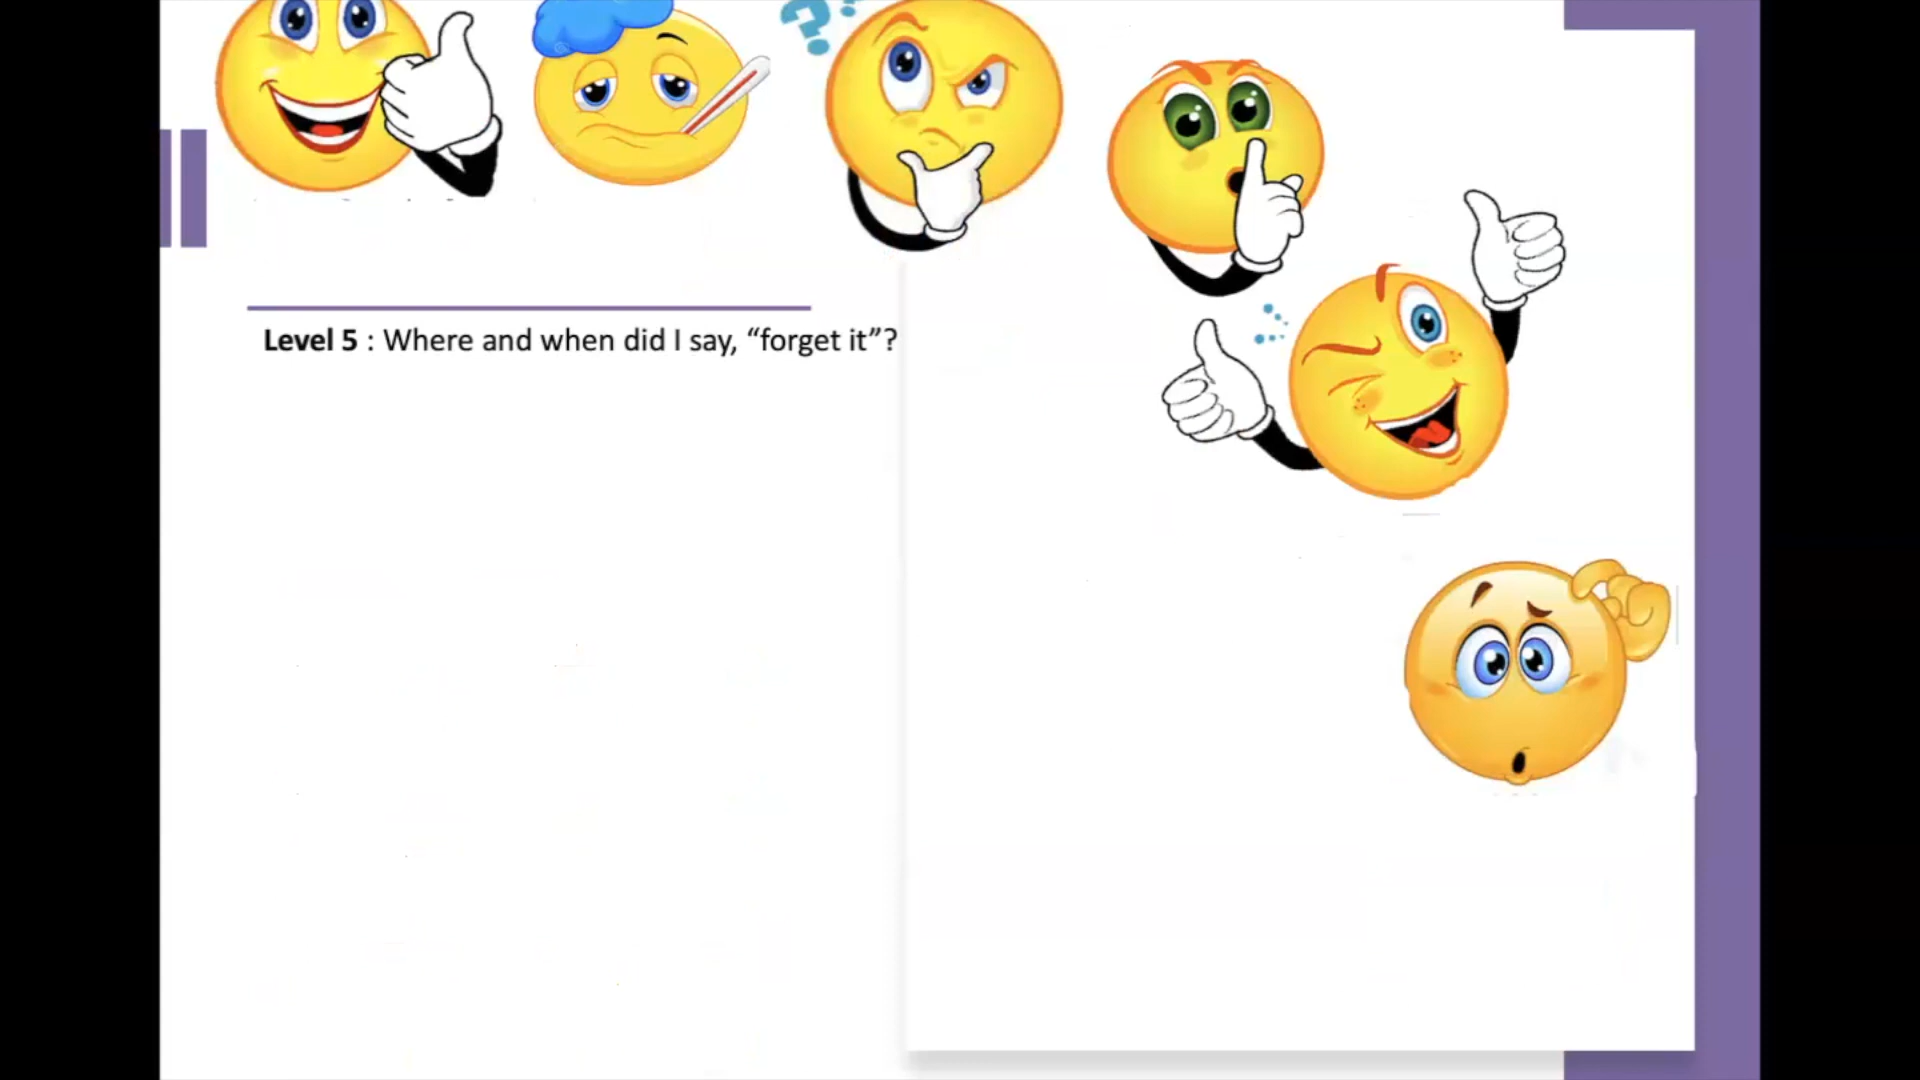 Level 5 : Where and when did I say, “forget it”?